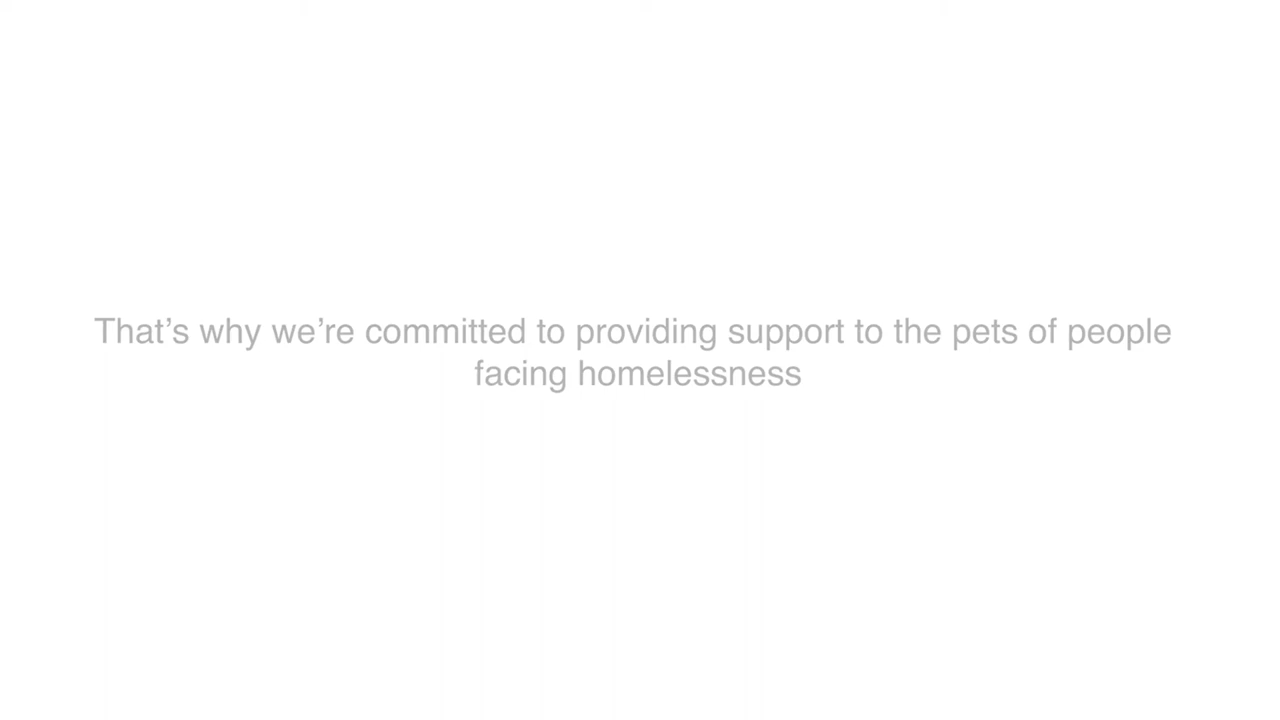 That’s why we’re committed to providing support to the pets of people
facing homelessness